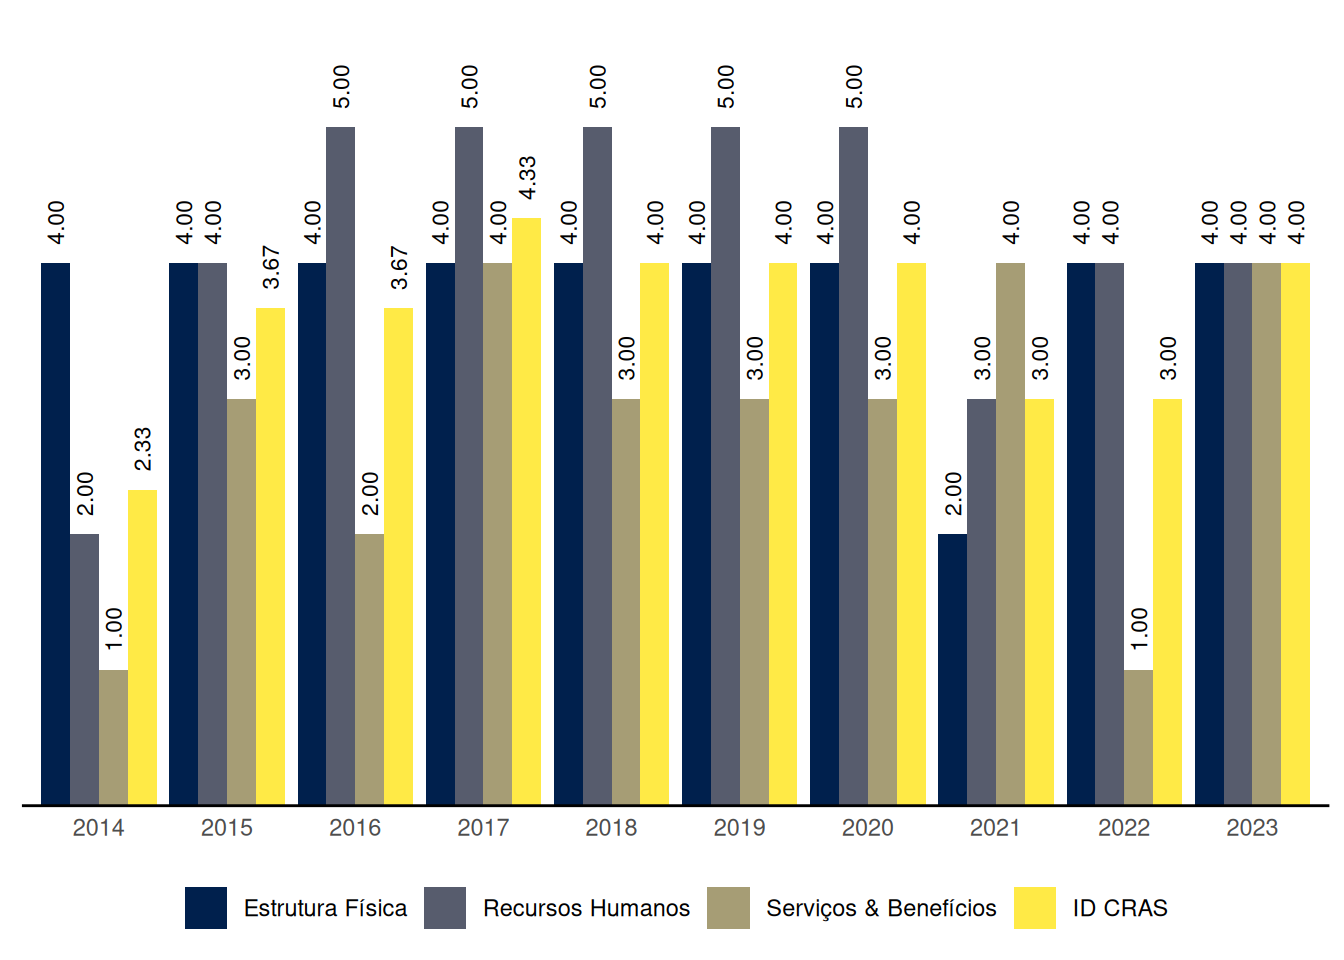 5.00 5.00 5.00 5.00 5.00
4.33
4.00 4.00 4.00 4.00 4.00 4.00 4.00 4.00 4.00 4.00 4.00 4.00 4.00 4.00 4.00 4.00 4.00 4.00 4.00
3.67 3.67
3.00 3.00 3.00 3.00 3.00 3.00 3.00
2.33
2.00 2.00 2.00
1.00 1.00
2014 2015 2016 2017 2018 2019 2020 2021 2022 2023
Estrutura Física Recursos Humanos Serviços & Benefícios ID CRAS